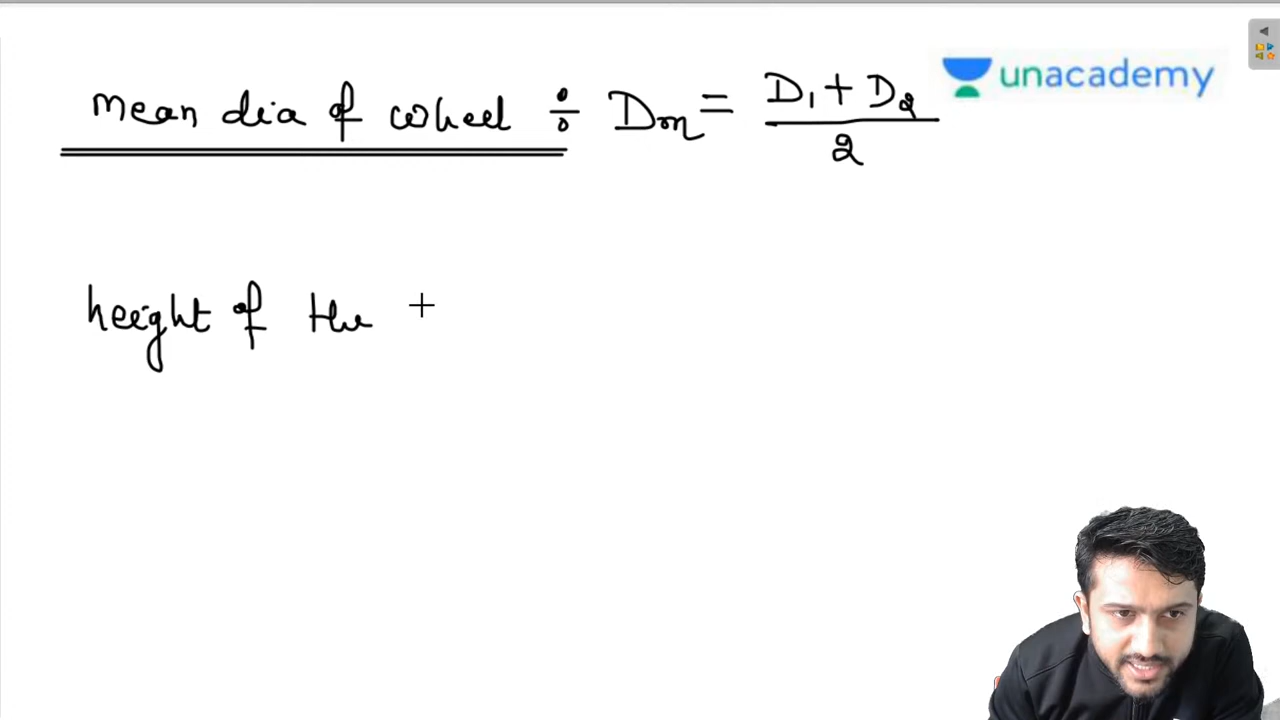 unacademy
mean dia of wheel ÷ Dm = D1 + D2 / 2
height of the